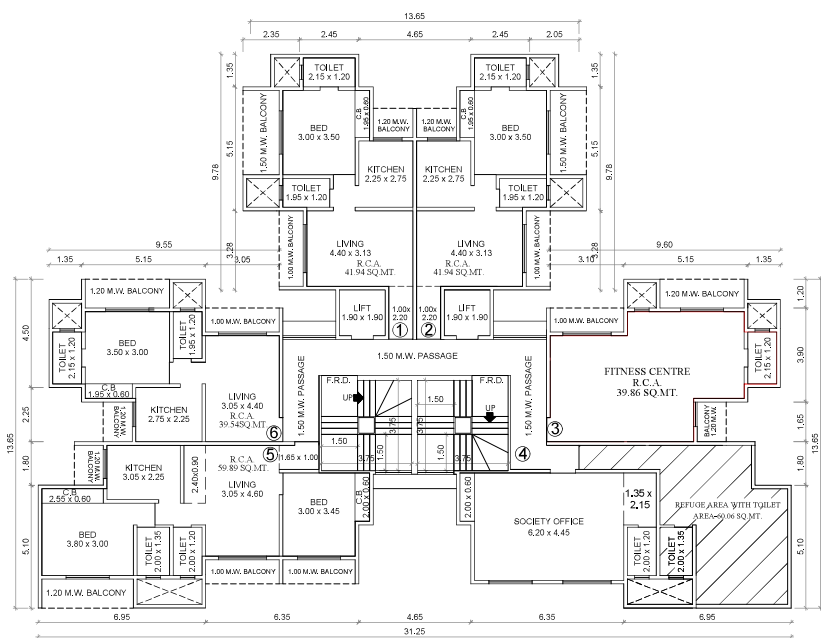 13.65
2.35 2.45 4.65 2.45 2.05
1.35
TOILET
2.15 x 1.20
TOILET
2.15 x 1.20
1.35
9.78
5.15
1.50 M.W. BALCONY
BED
3.00 x 3.50
C.B
1.95 x 0.60
1.20 M.W.
BALCONY
1.20 M.W.
BALCONY
C.B
1.95 x 0.60
BED
3.00 x 3.50
1.50 M.W. BALCONY
5.15
9.78
KITCHEN
2.25 x 2.75
KITCHEN
2.25 x 2.75
TOILET
1.95 x 1.20
TOILET
1.95 x 1.20
3.28
1.00 M.W. BALCONY
LIVING
4.40 x 3.13
R.C.A.
41.94 SQ.MT.
LIVING
4.40 x 3.13
R.C.A.
41.94 SQ.MT.
1.00 M.W. BALCONY
3.28
9.55
1.35 5.15 3.05
9.60
3.10 5.15 1.35
LIFT
1.90 x 1.90
1.00x
2.20
1.00x
2.20
LIFT
1.90 x 1.90
1 2
1.20 M.W. BALCONY
1.20 M.W. BALCONY
1.20
1.00 M.W. BALCONY
1.00 M.W. BALCONY
13.65
4.50
TOILET
2.15 x 1.20
BED
3.50 x 3.00
TOILET
1.95 x 1.20
1.50 M.W. PASSAGE
FITNESS CENTRE
R.C.A.
39.86 SQ.MT.
TOILET
2.15 x 1.20
3.90
13.65
1.50 M.W. PASSAGE
F.R.D.
UP
F.R.D.
UP
1.50 M.W. PASSAGE
C.B
1.95 x 0.60
LIVING
3.05 x 4.40
R.C.A.
39.54SQ.MT
2.25
1.20 M.W.
BALCONY
KITCHEN
2.75 x 2.25
6
1.50
1.50
3.75
3.75
3
BALCONY
1.20 M.W.
1.65
1.80
1.20 M.W.
BALCONY
KITCHEN
3.05 x 2.25
2.40x0.90
R.C.A.
59.89 SQ.MT
5
1.65 x 1.00
3.75
1.50
1.50
3.75
4
1.80
C.B
2.55 x 0.60
LIVING
3.05 x 4.60
BED
3.00 x 3.45
C.B
2.00 x 0.60
2.00 x 0.60
SOCIETY OFFICE
6.20 x 4.45
1.35 x
2.15
REFUGE AREA WITH TOILET
AREA-60.06 SQ.MT.
5.10
BED
3.80 x 3.00
TOILET
2.00 x 1.35
TOILET
2.00 x 1.20
TOILET
2.00 x 1.20
TOILET
2.00 x 1.35
5.10
1.20 M.W. BALCONY
1.00 M.W. BALCONY
1.00 M.W. BALCONY
6.95 6.35 4.65 6.35 6.95
31.25